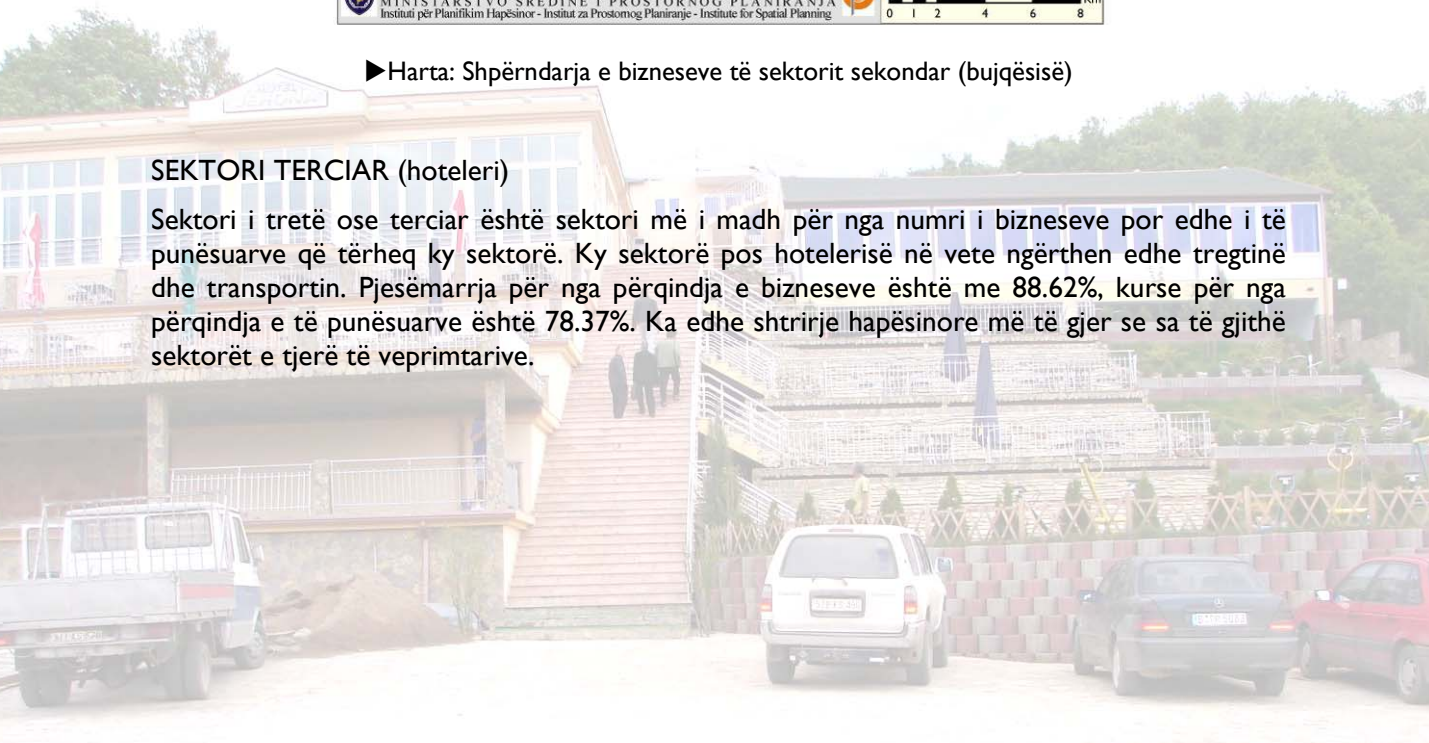 MINISTARSTVO SREDINE I PROSTORNOG PLANIRANJA
Instituti për Planifikim Hapësinor - Institut za Prostornog Planiranje - Institute for Spatial Planning
Km
0 1 2 4 6 8
►Harta: Shpërndarja e bizneseve të sektorit sekondar (bujqësisë)
SEKTORI TERCIAR (hoteleri)
Sektori i tretë ose terciar është sektori më i madh për nga numri i bizneseve por edhe i të
punësuarve që tërheq ky sektorë. Ky sektorë pos hotelerisë në vete ngërthen edhe tregtinë
dhe transportin. Pjesëmarrja për nga përqindja e bizneseve është me 88.62%, kurse për nga
përqindja e të punësuarve është 78.37%. Ka edhe shtrirje hapësinore më të gjer se sa të gjithë
sektorët e tjerë të veprimtarive.